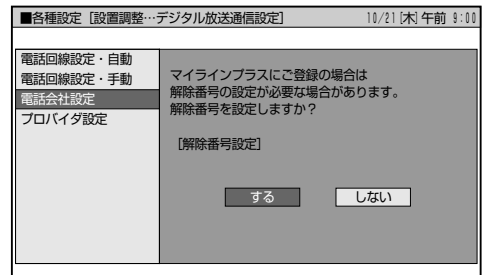 ■各種設定［設置調整…デジタル放送通信設定］ 10/21[木]午前 9:00
電話回線設定・自動
電話回線設定・手動
電話会社設定
プロバイダ設定
マイラインプラスにご登録の場合は
解除番号の設定が必要な場合があります。
解除番号を設定しますか？
［解除番号設定］
する しない